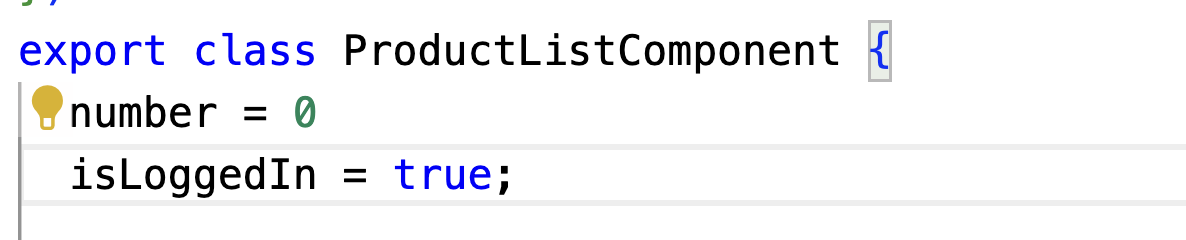 export class ProductListComponent {
number = 0
isLoggedIn = true;